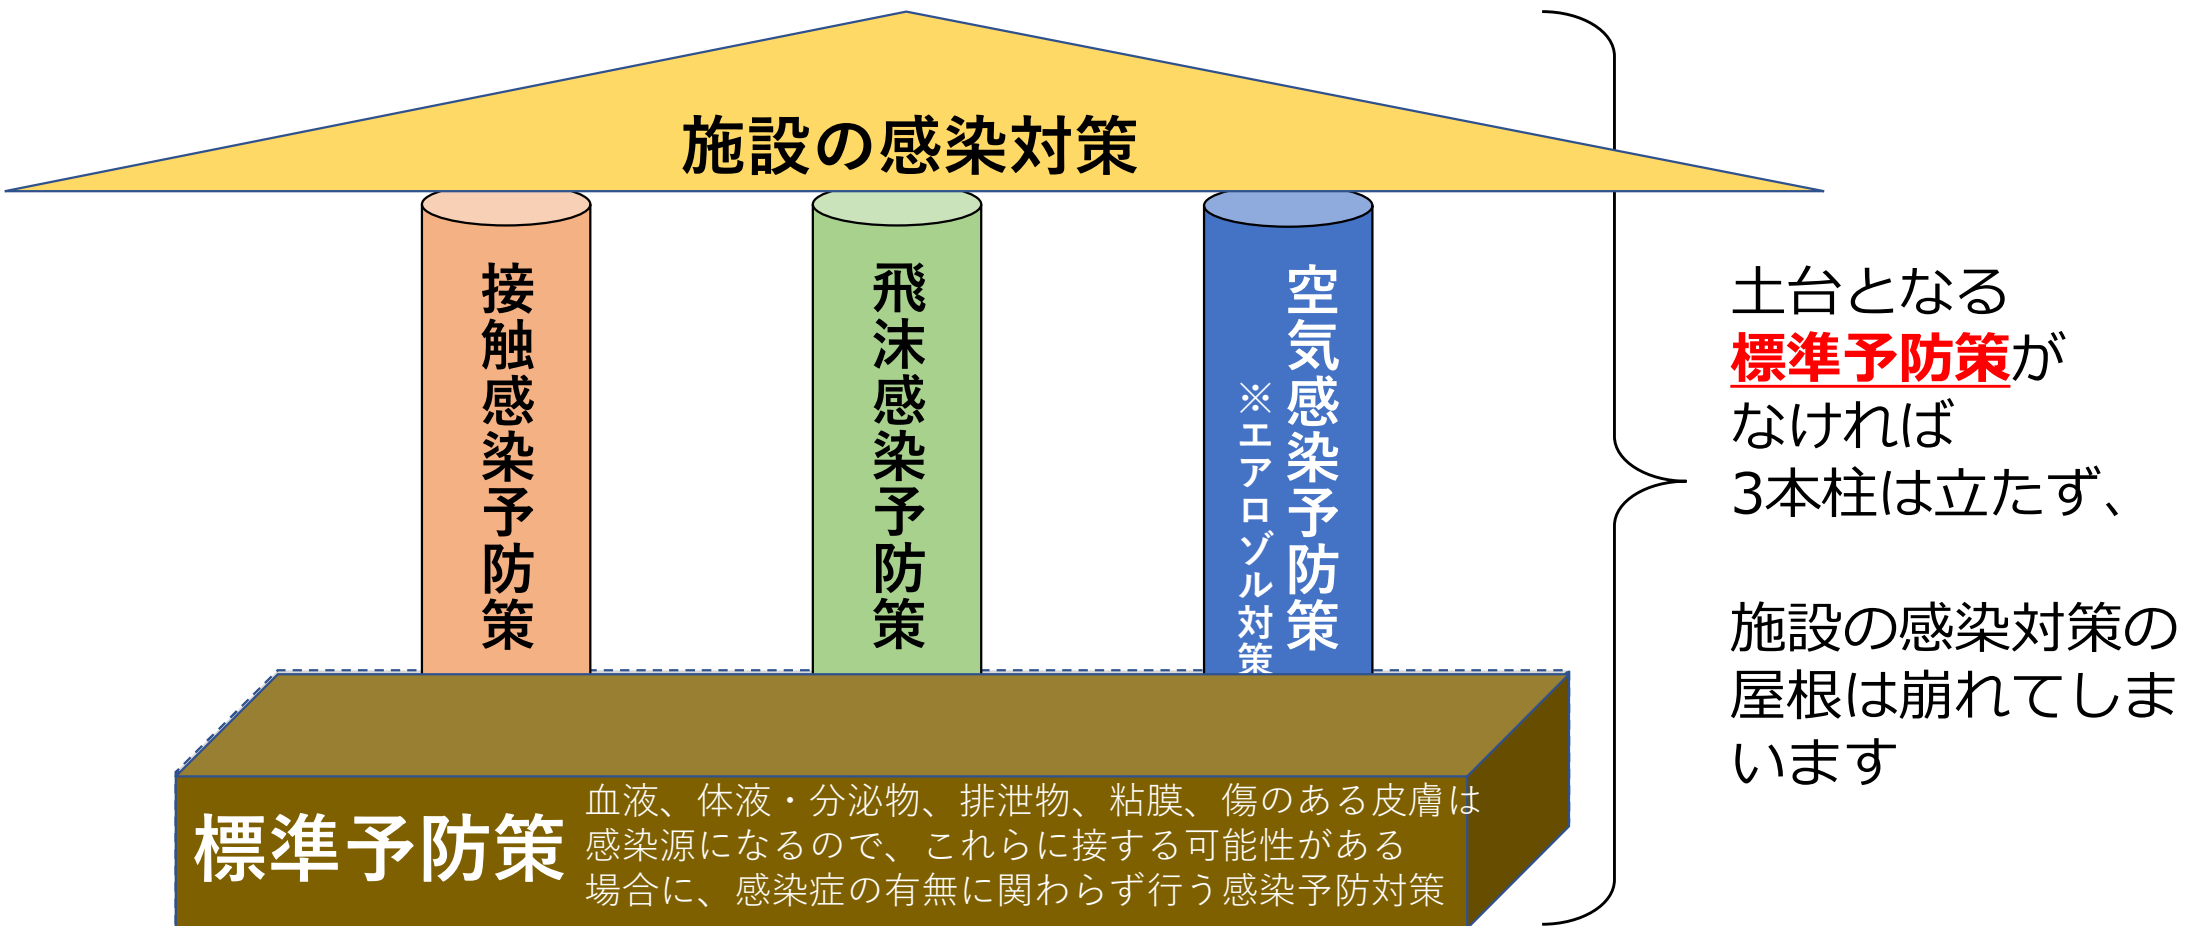 施設の感染対策
接触感染予防策
飛沫感染予防策
空気感染予防策
※エアロゾル対策
標準予防策
血液、体液・分泌物、排泄物、粘膜、傷のある皮膚は
感染源になるので、これらに接する可能性がある
場合に、感染症の有無に関わらず行う感染予防対策
土台となる
標準予防策が
なければ
3本柱は立たず、
施設の感染対策の
屋根は崩れてしま
います